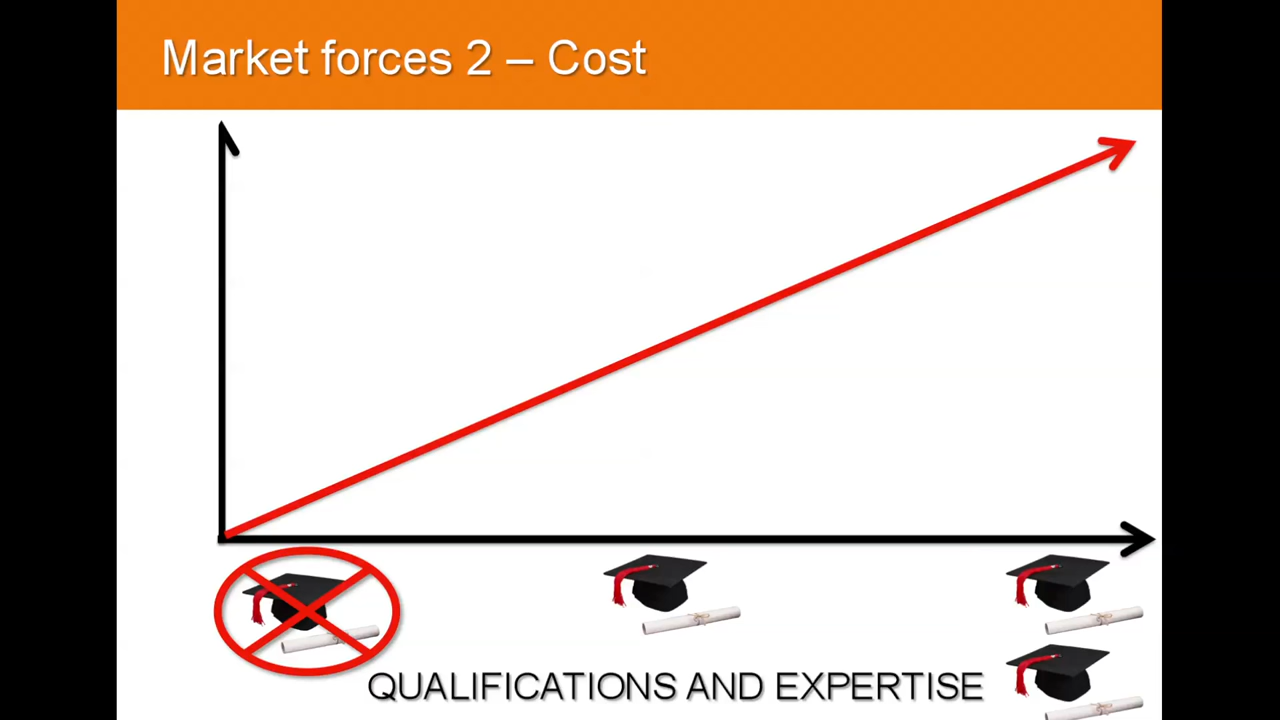 Market forces 2 – Cost
QUALIFICATIONS AND EXPERTISE